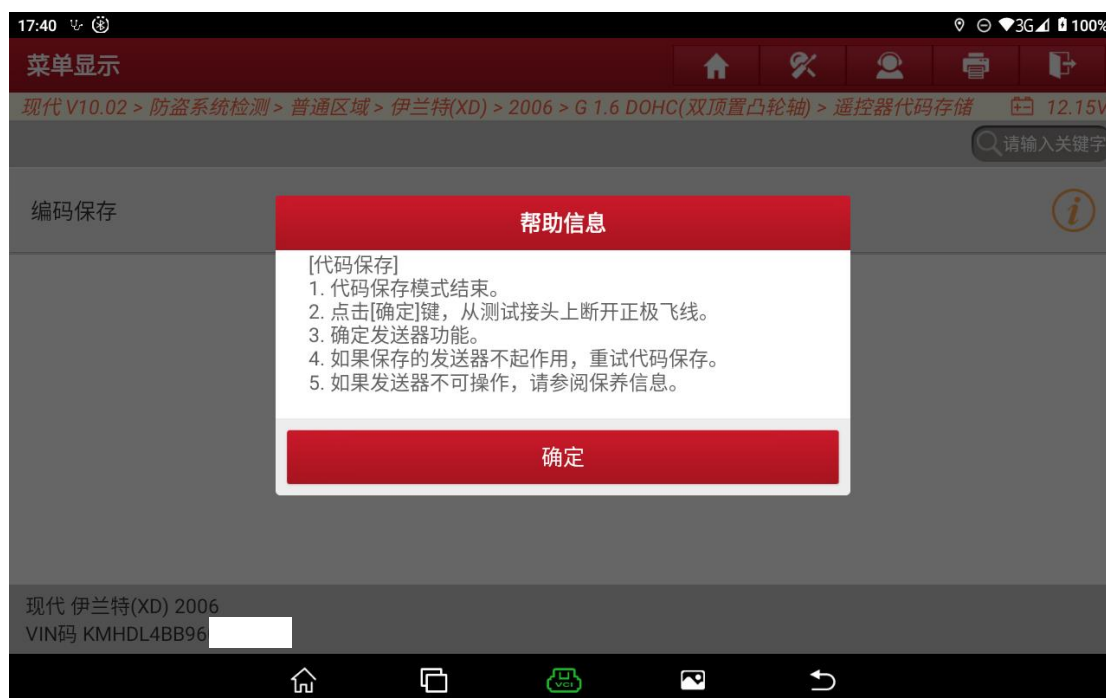 17:40
3G 100%
菜单显示
现代 V10.02 > 防盗系统检测 > 普通区域 > 伊兰特(XD) > 2006 > G 1.6 DOHC(双顶置凸轮轴) > 遥控器代码存储 12.15V
请输入关键字
编码保存
帮助信息
[代码保存]
1. 代码保存模式结束。
2. 点击[确定]键，从测试接头上断开正极飞线。
3. 确定发送器功能。
4. 如果保存的发送器不起作用，重试代码保存。
5. 如果发送器不可操作，请参阅保养信息。
确定
现代 伊兰特(XD) 2006
VIN码 KMHDL4BB96
VCI